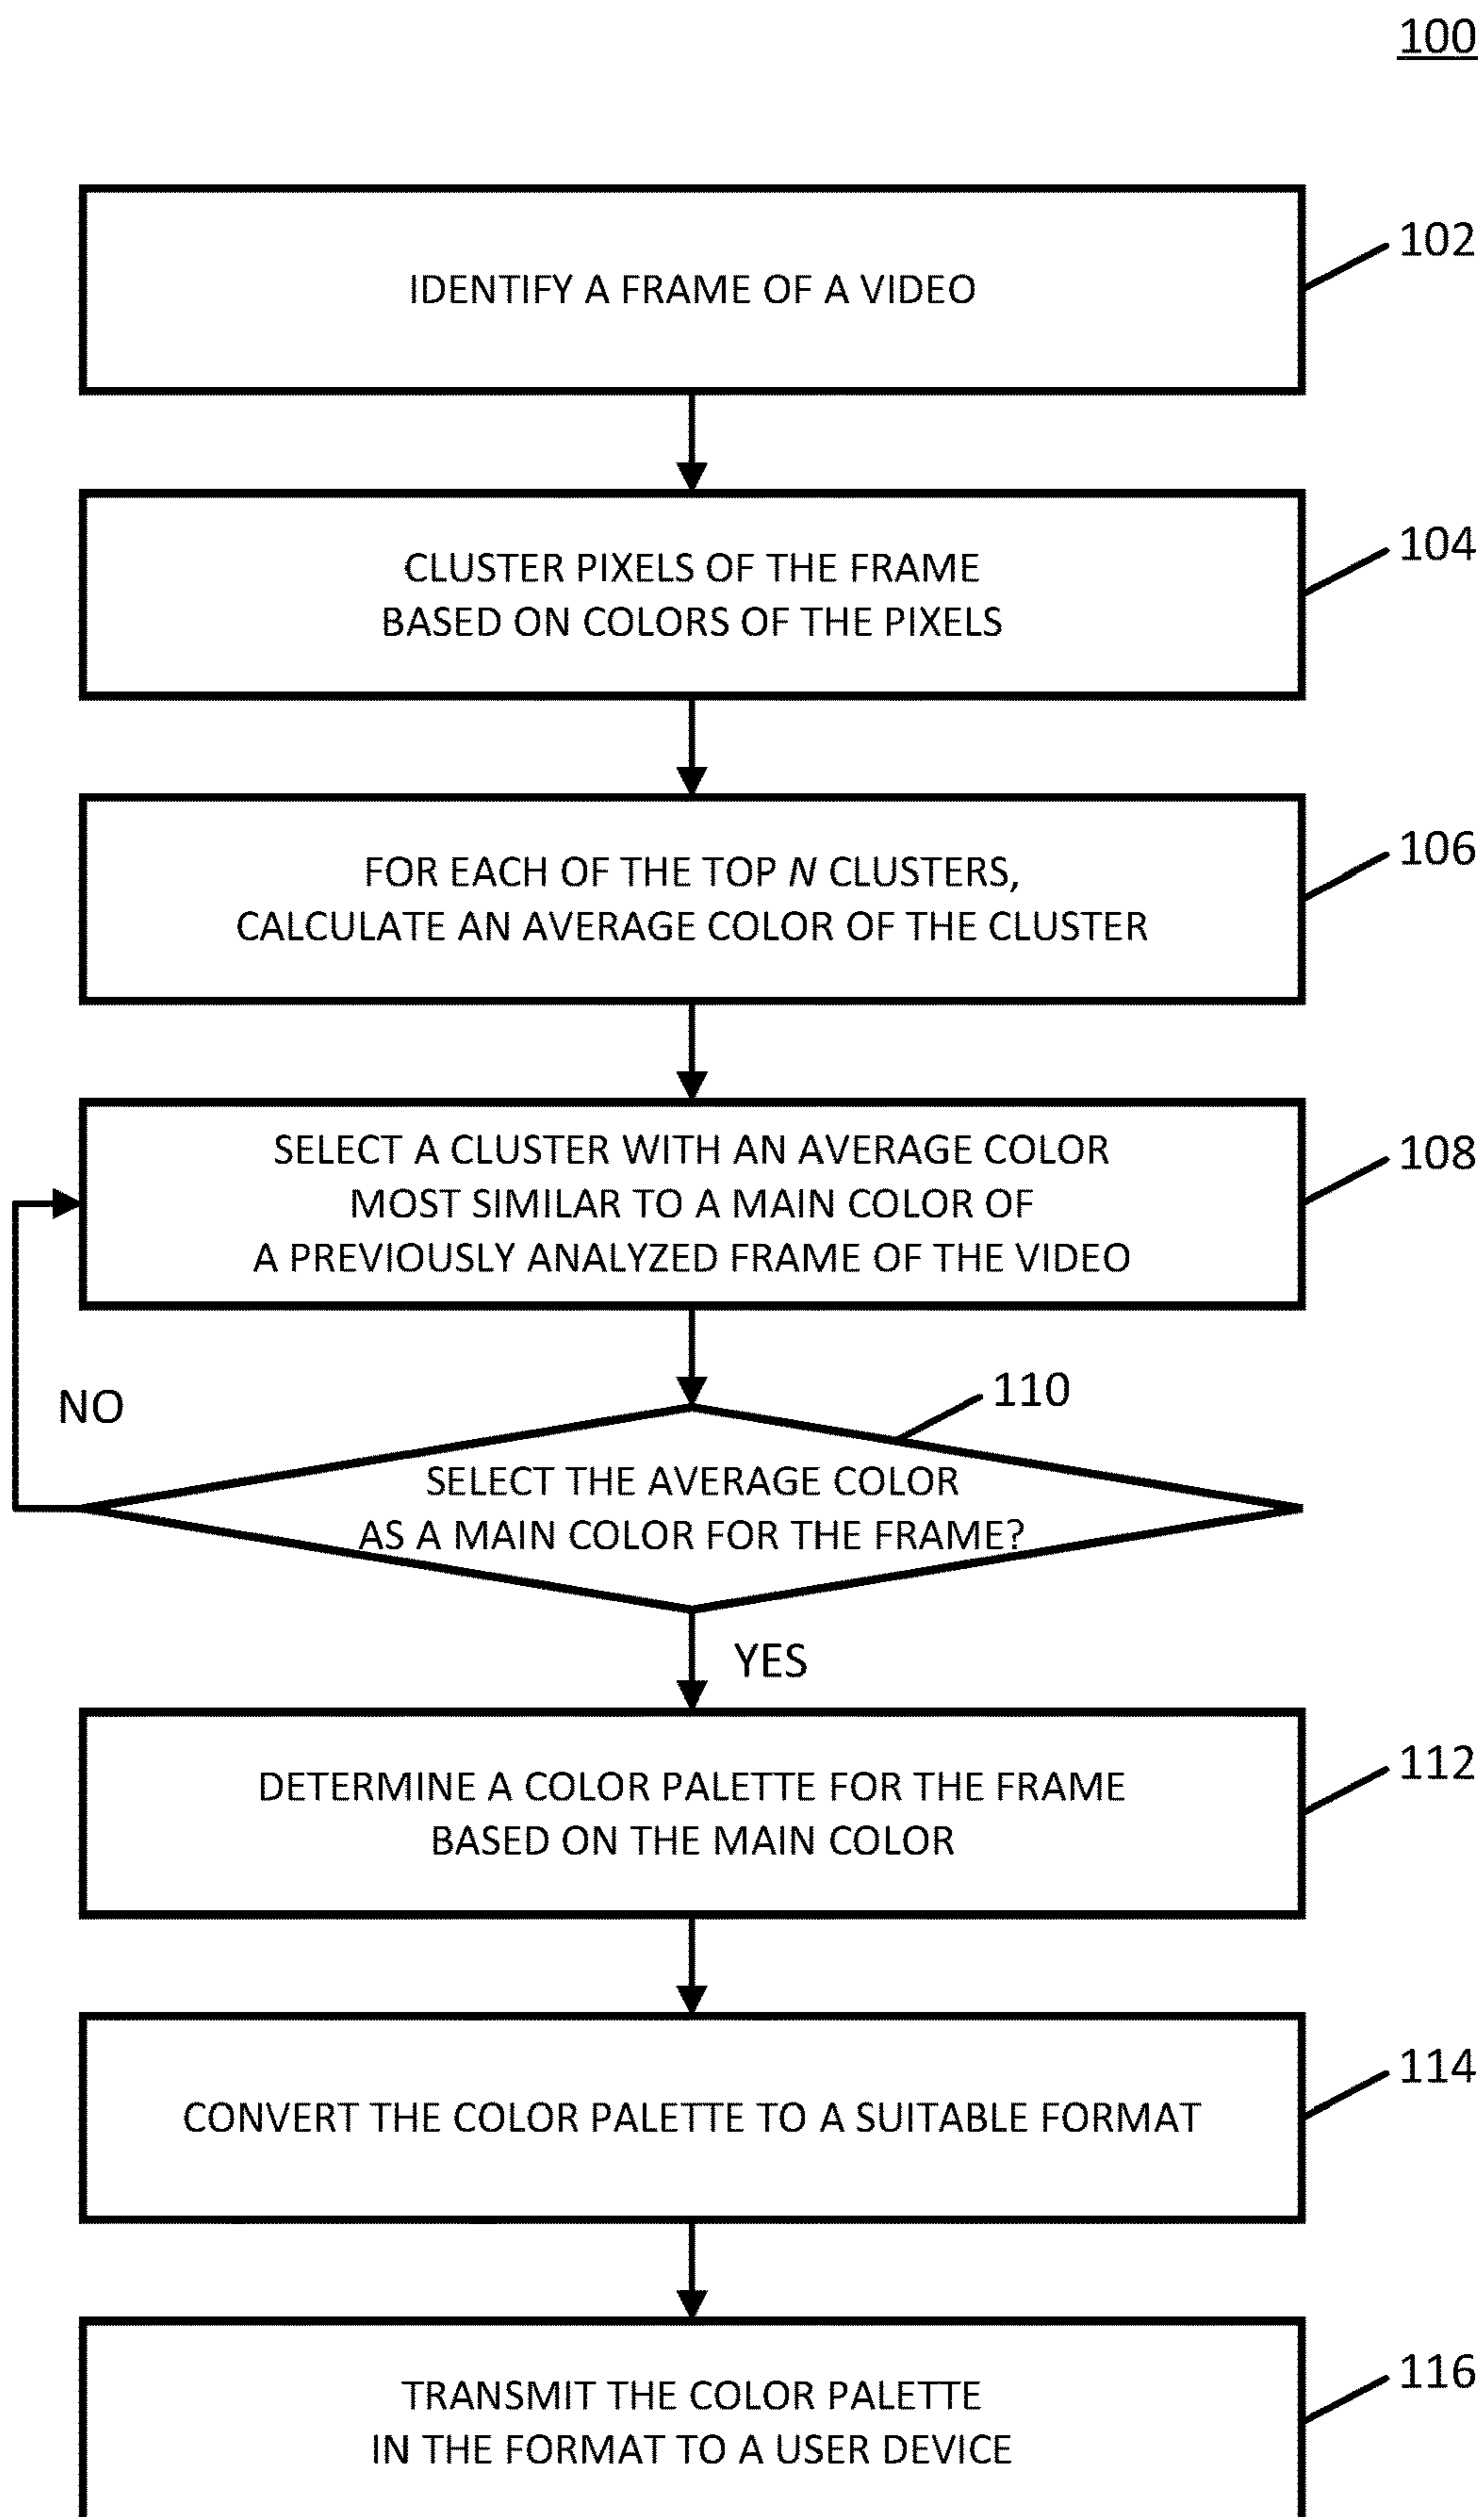 100
IDENTIFY A FRAME OF A VIDEO
102
CLUSTER PIXELS OF THE FRAME
BASED ON COLORS OF THE PIXELS
104
FOR EACH OF THE TOP N CLUSTERS,
CALCULATE AN AVERAGE COLOR OF THE CLUSTER
106
SELECT A CLUSTER WITH AN AVERAGE COLOR
MOST SIMILAR TO A MAIN COLOR OF
A PREVIOUSLY ANALYZED FRAME OF THE VIDEO
108
NO
110
SELECT THE AVERAGE COLOR
AS A MAIN COLOR FOR THE FRAME?
YES
DETERMINE A COLOR PALETTE FOR THE FRAME
BASED ON THE MAIN COLOR
112
CONVERT THE COLOR PALETTE TO A SUITABLE FORMAT
114
TRANSMIT THE COLOR PALETTE
IN THE FORMAT TO A USER DEVICE
116